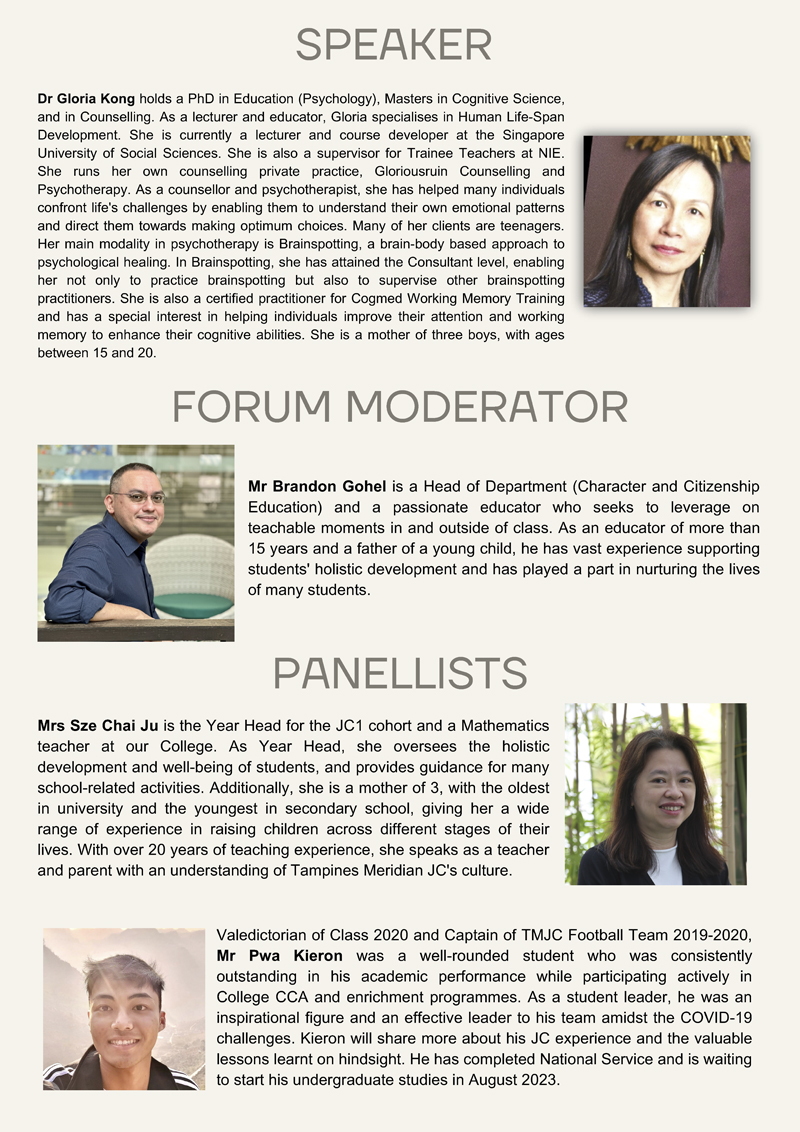 SPEAKER
Dr Gloria Kong holds a PhD in Education (Psychology), Masters in Cognitive Science,
and in Counselling. As a lecturer and educator, Gloria specialises in Human Life-Span
Development. She is currently a lecturer and course developer at the Singapore
University of Social Sciences. She is also a supervisor for Trainee Teachers at NIE.
She runs her own counselling private practice, Gloriousruin Counselling and
Psychotherapy. As a counsellor and psychotherapist, she has helped many individuals
confront life's challenges by enabling them to understand their own emotional patterns
and direct them towards making optimum choices. Many of her clients are teenagers.
Her main modality in psychotherapy is Brainspotting, a brain-body based approach to
psychological healing. In Brainspotting, she has attained the Consultant level, enabling
her not only to practice brainspotting but also to supervise other brainspotting
practitioners. She is also a certified practitioner for Cogmed Working Memory Training
and has a special interest in helping individuals improve their attention and working
memory to enhance their cognitive abilities. She is a mother of three boys, with ages
between 15 and 20.
FORUM MODERATOR
Mr Brandon Gohel is a Head of Department (Character and Citizenship
Education) and a passionate educator who seeks to leverage on
teachable moments in and outside of class. As an educator of more than
15 years and a father of a young child, he has vast experience supporting
students' holistic development and has played a part in nurturing the lives
of many students.
PANELLISTS
Mrs Sze Chai Ju is the Year Head for the JC1 cohort and a Mathematics
teacher at our College. As Year Head, she oversees the holistic
development and well-being of students, and provides guidance for many
school-related activities. Additionally, she is a mother of 3, with the oldest
in university and the youngest in secondary school, giving her a wide
range of experience in raising children across different stages of their
lives. With over 20 years of teaching experience, she speaks as a teacher
and parent with an understanding of Tampines Meridian JC's culture.
Valedictorian of Class 2020 and Captain of TMJC Football Team 2019-2020,
Mr Pwa Kieron was a well-rounded student who was consistently
outstanding in his academic performance while participating actively in
College CCA and enrichment programmes. As a student leader, he was an
inspirational figure and an effective leader to his team amidst the COVID-19
challenges. Kieron will share more about his JC experience and the valuable
lessons learnt on hindsight. He has completed National Service and is waiting
to start his undergraduate studies in August 2023.